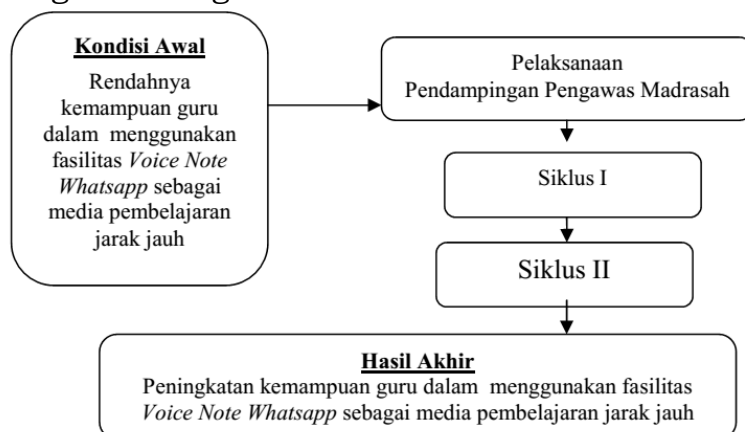 Kondisi Awal
Rendahnya
kemampuan guru
dalam menggunakan
fasilitas Voice Note
Whatsapp sebagai
media pembelajaran
jarak jauh
Pelaksanaan
Pendampingan Pengawas Madrasah
Siklus I
Siklus II
Hasil Akhir
Peningkatan kemampuan guru dalam menggunakan fasilitas
Voice Note Whatsapp sebagai media pembelajaran jarak jauh